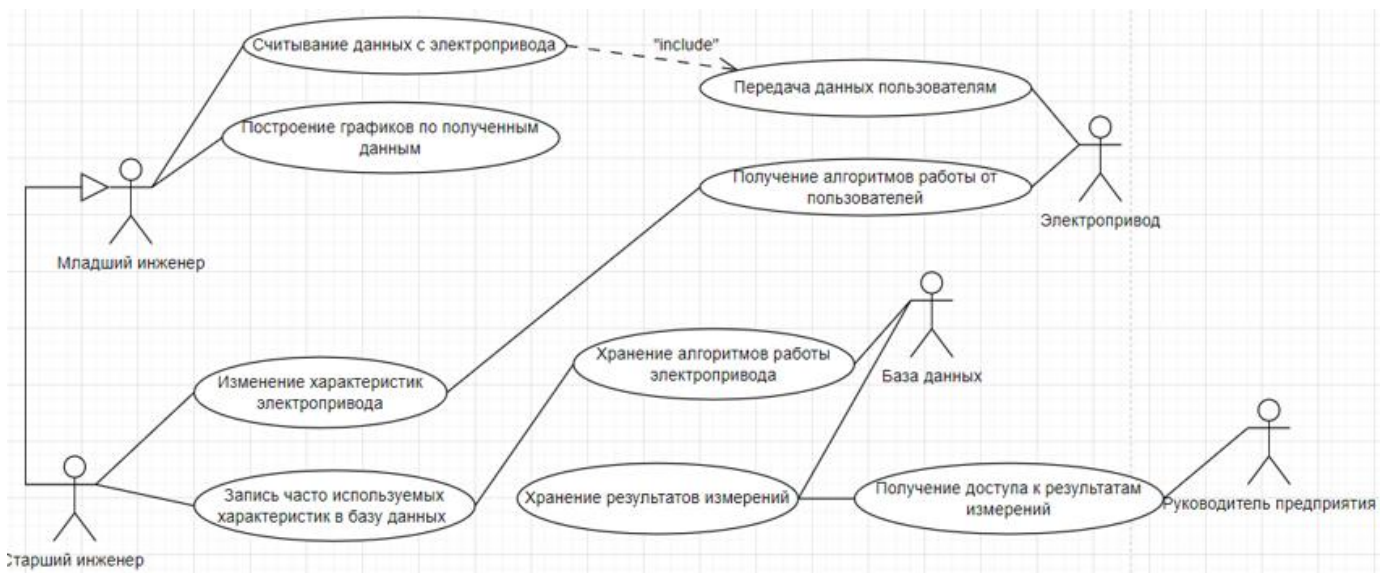 Считывание данных с электропривода
"include"
Передача данных пользователям
Построение графиков по полученным
данным
Получение алгоритмов работы от
пользователей
Электропривод
Младший инженер
Хранение алгоритмов работы
электропривода
База данных
Изменение характеристик
электропривода
Запись часто используемых
характеристик в базу данных
Хранение результатов измерений
Получение доступа к результатам
измерений
Руководитель предприятия
Старший инженер